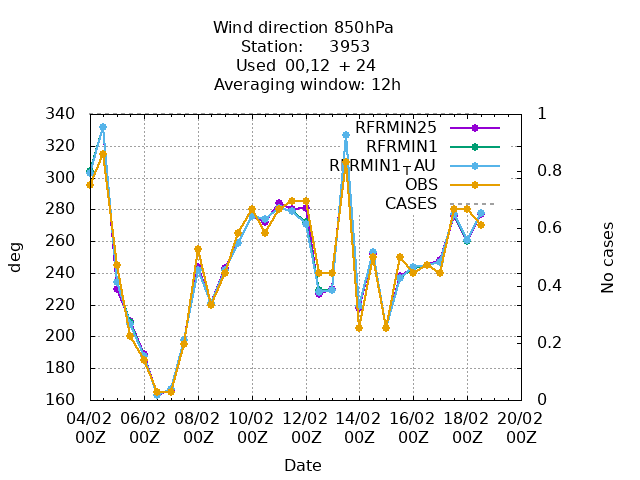 Wind direction 850hPa
Station: 3953
Used 00,12 + 24
Averaging window: 12h
340
320
300
280
260
240
220
200
180
160
1
0.8
0.6
0.4
0.2
0
RFRMIN25
RFRMIN1
RFRMIN1TAU
OBS
CASES
deg
No cases
04/02 06/02 08/02 10/02 12/02 14/02 16/02 18/02 20/02
00Z 00Z 00Z 00Z 00Z 00Z 00Z 00Z 00Z
Date